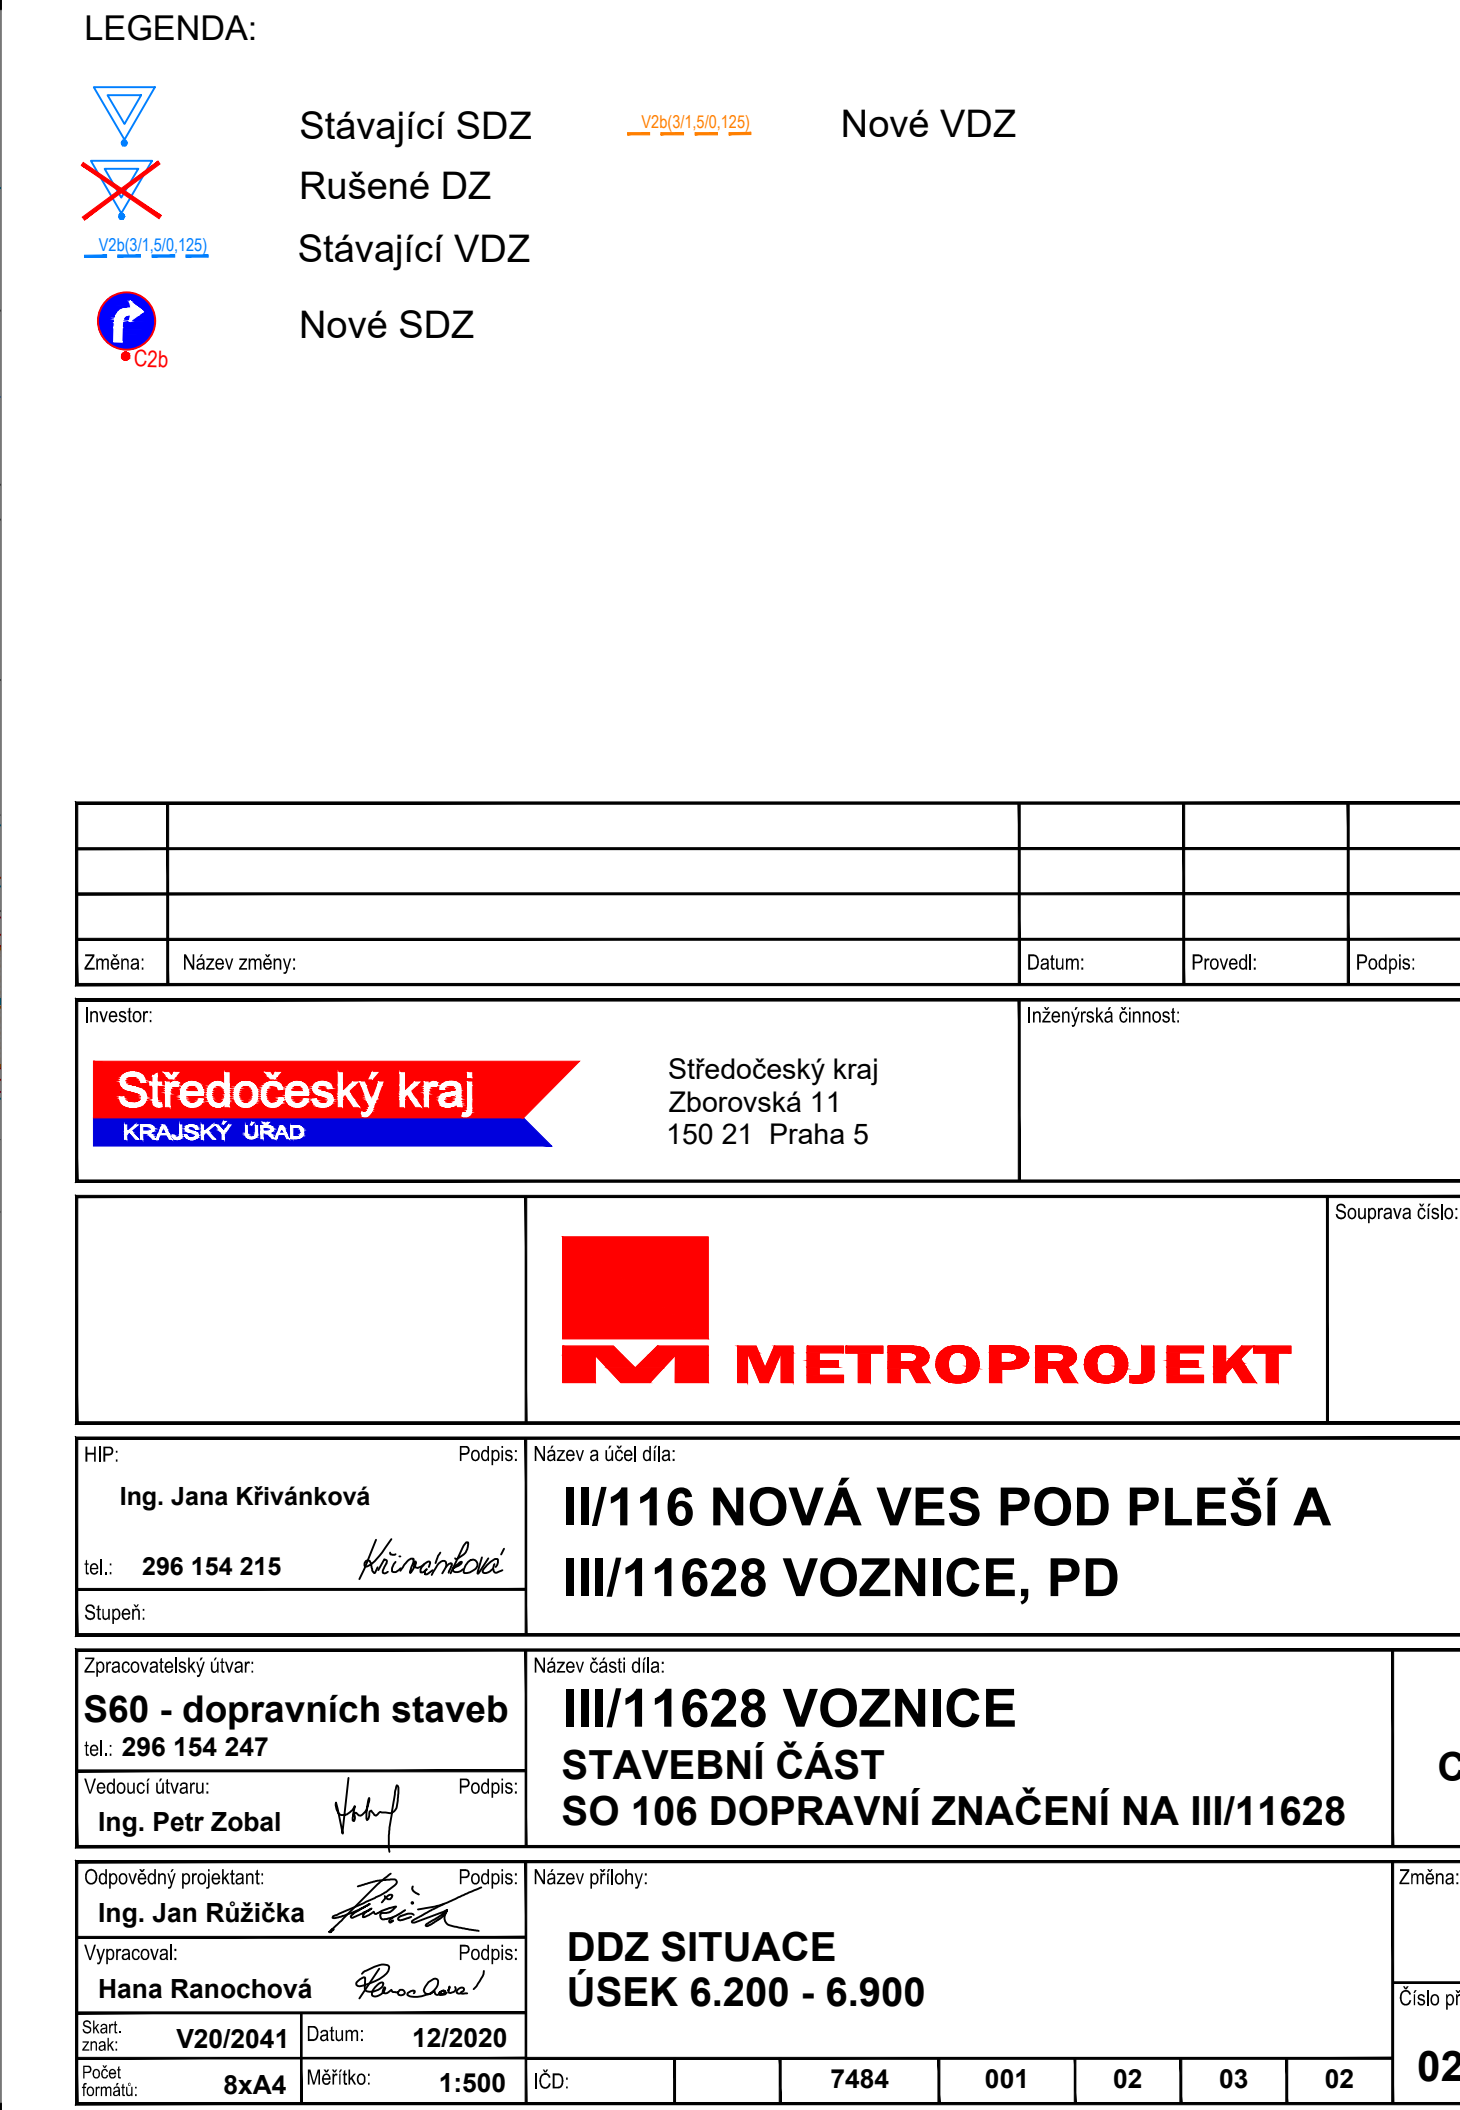 LEGENDA:
Stávající SDZ
V2b(3/1,5/0,125)
Nové VDZ
Rušené DZ
V2b(3/1,5/0,125)
Stávající VDZ
Nové SDZ
C2b
Změna:
Název změny:
Datum:
Provedl:
Podpis:
Investor:
Inženýrská činnost:
Středočeský kraj
KRAJSKÝ ÚŘAD
Středočeský kraj
Zborovská 11
150 21 Praha 5
Souprava číslo:
METROPROJEKT
HIP:
Podpis:
Ing. Jana Křivánková
tel.: 296 154 215
Křivánková
Stupeň:
Název a účel díla:
II/116 NOVÁ VES POD PLEŠÍ A
III/11628 VOZNICE, PD
Zpracovatelský útvar:
S60 - dopravních staveb
tel.: 296 154 247
Vedoucí útvaru:
Podpis:
Ing. Petr Zobal
Název části díla:
III/11628 VOZNICE
STAVEBNÍ ČÁST
SO 106 DOPRAVNÍ ZNAČENÍ NA III/11628
C
Odpovědný projektant:
Podpis:
Ing. Jan Růžička
Vypracoval:
Podpis:
Hana Ranochová
Ranochová
Skart. znak:
V20/2041
Datum:
12/2020
Počet formátů:
8xA4
Měřítko:
1:500
Název přílohy:
DDZ SITUACE
ÚSEK 6.200 - 6.900
IČD:
7484
001
02
03
02
Změna:
Číslo př
02